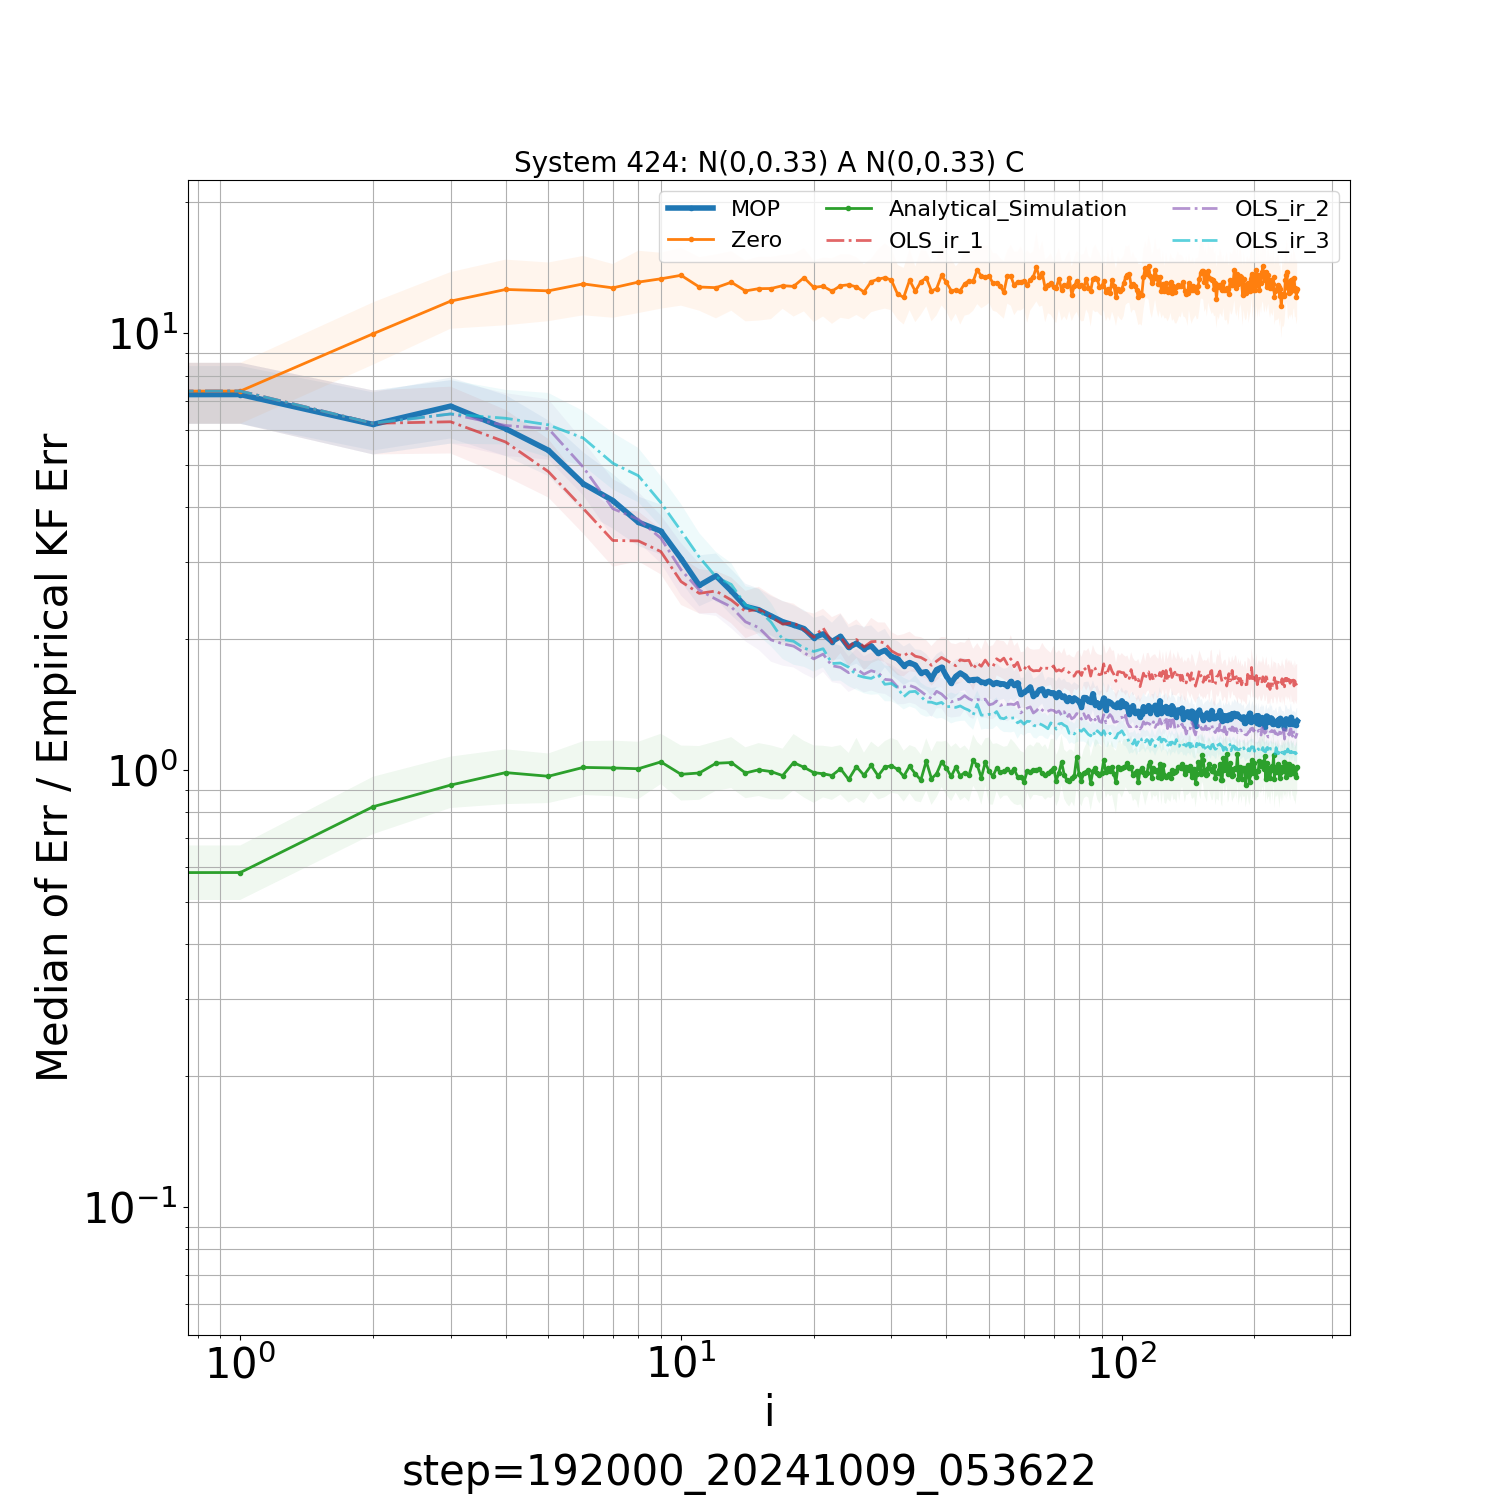 System 424: N(0,0.33) A N(0,0.33) C
MOP
Zero
Analytical_Simulation
OLS_ir_1
OLS_ir_2
OLS_ir_3
Median of Err / Empirical KF Err
10¹
10⁰
10⁻¹
10⁰ 10¹ 10²
i
step=192000_20241009_053622